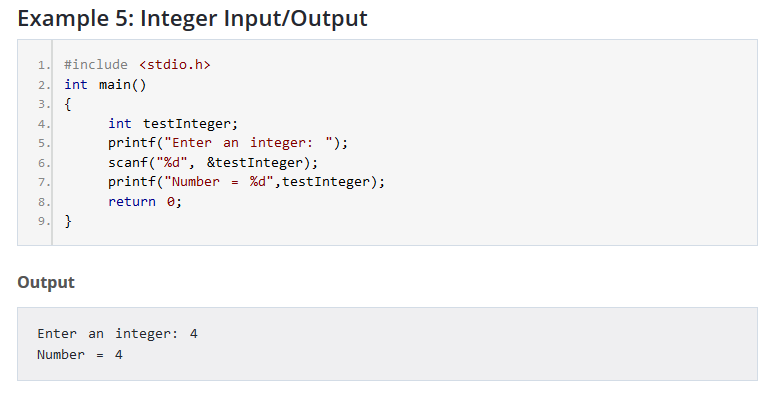 Example 5: Integer Input/Output
1. #include <stdio.h>
2. int main()
3. {
4. int testInteger;
5. printf("Enter an integer: ");
6. scanf("%d", &testInteger);
7. printf("Number = %d",testInteger);
8. return 0;
9. }
Output
Enter an integer: 4
Number = 4